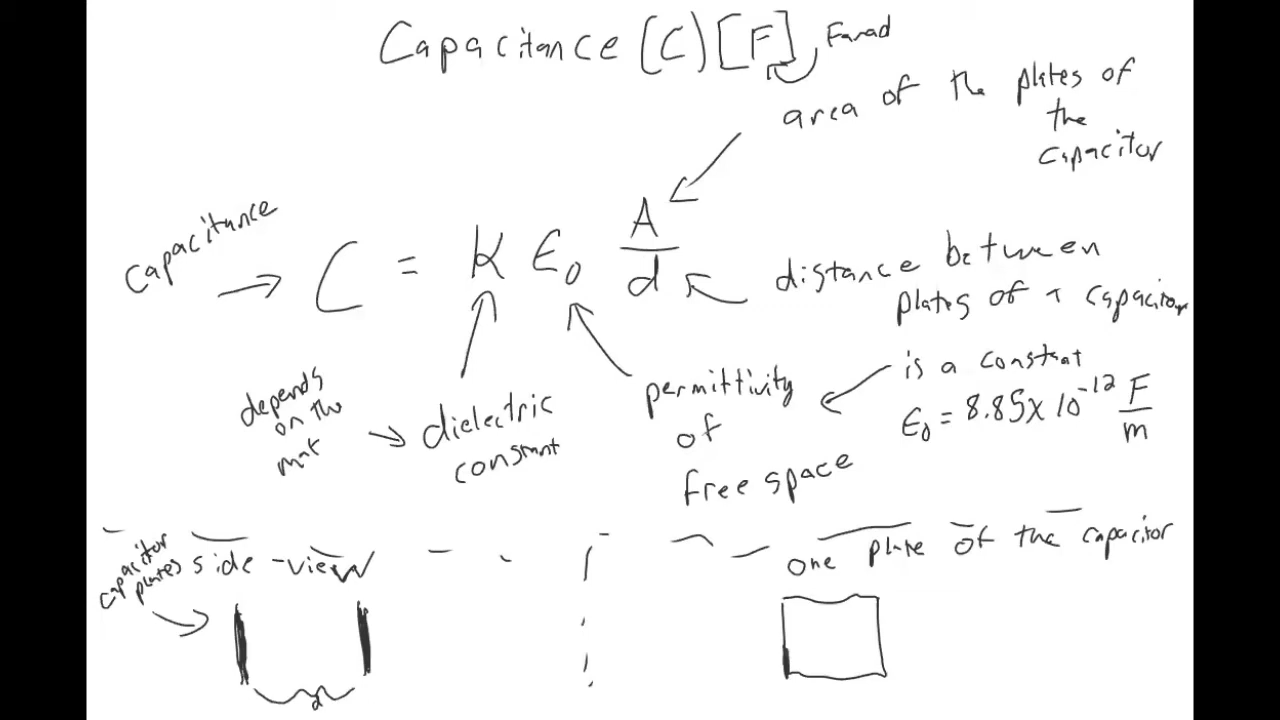 Capacitance (C) [F] Farad
area of the plates of
the
capacitor
capacitance
C = K ε₀ A/d
distance between
plates of a capacitor
is a constant
ε₀ = 8.85 x 10⁻¹² F/m
permittivity
of
free space
depends
on the
mat
dielectric
constant
capacitor
plates
side-view
d
one plate of the capacitor